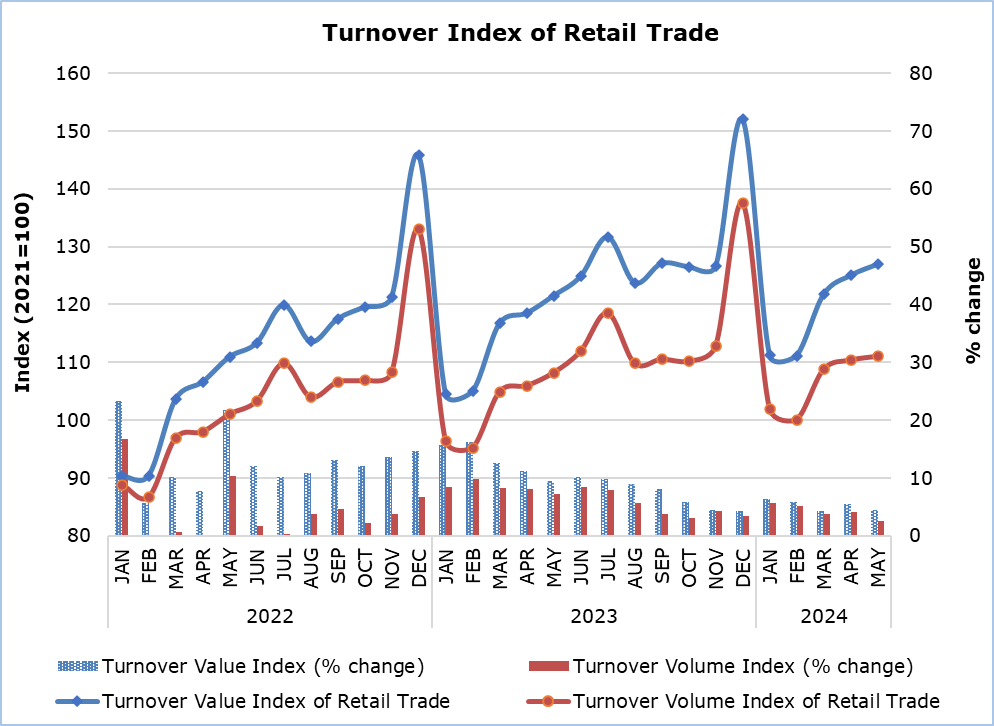 Turnover Index of Retail Trade
160
150
140
130
120
110
100
90
80
Index (2021=100)
80
70
60
50
40
30
20
10
0
% change
JAN FEB MAR APR MAY JUN JUL AUG SEP OCT NOV DEC JAN FEB MAR APR MAY JUN JUL AUG SEP OCT NOV DEC JAN FEB MAR APR MAY
2022 2023 2024
Turnover Value Index (% change) Turnover Volume Index (% change)
Turnover Value Index of Retail Trade Turnover Volume Index of Retail Trade